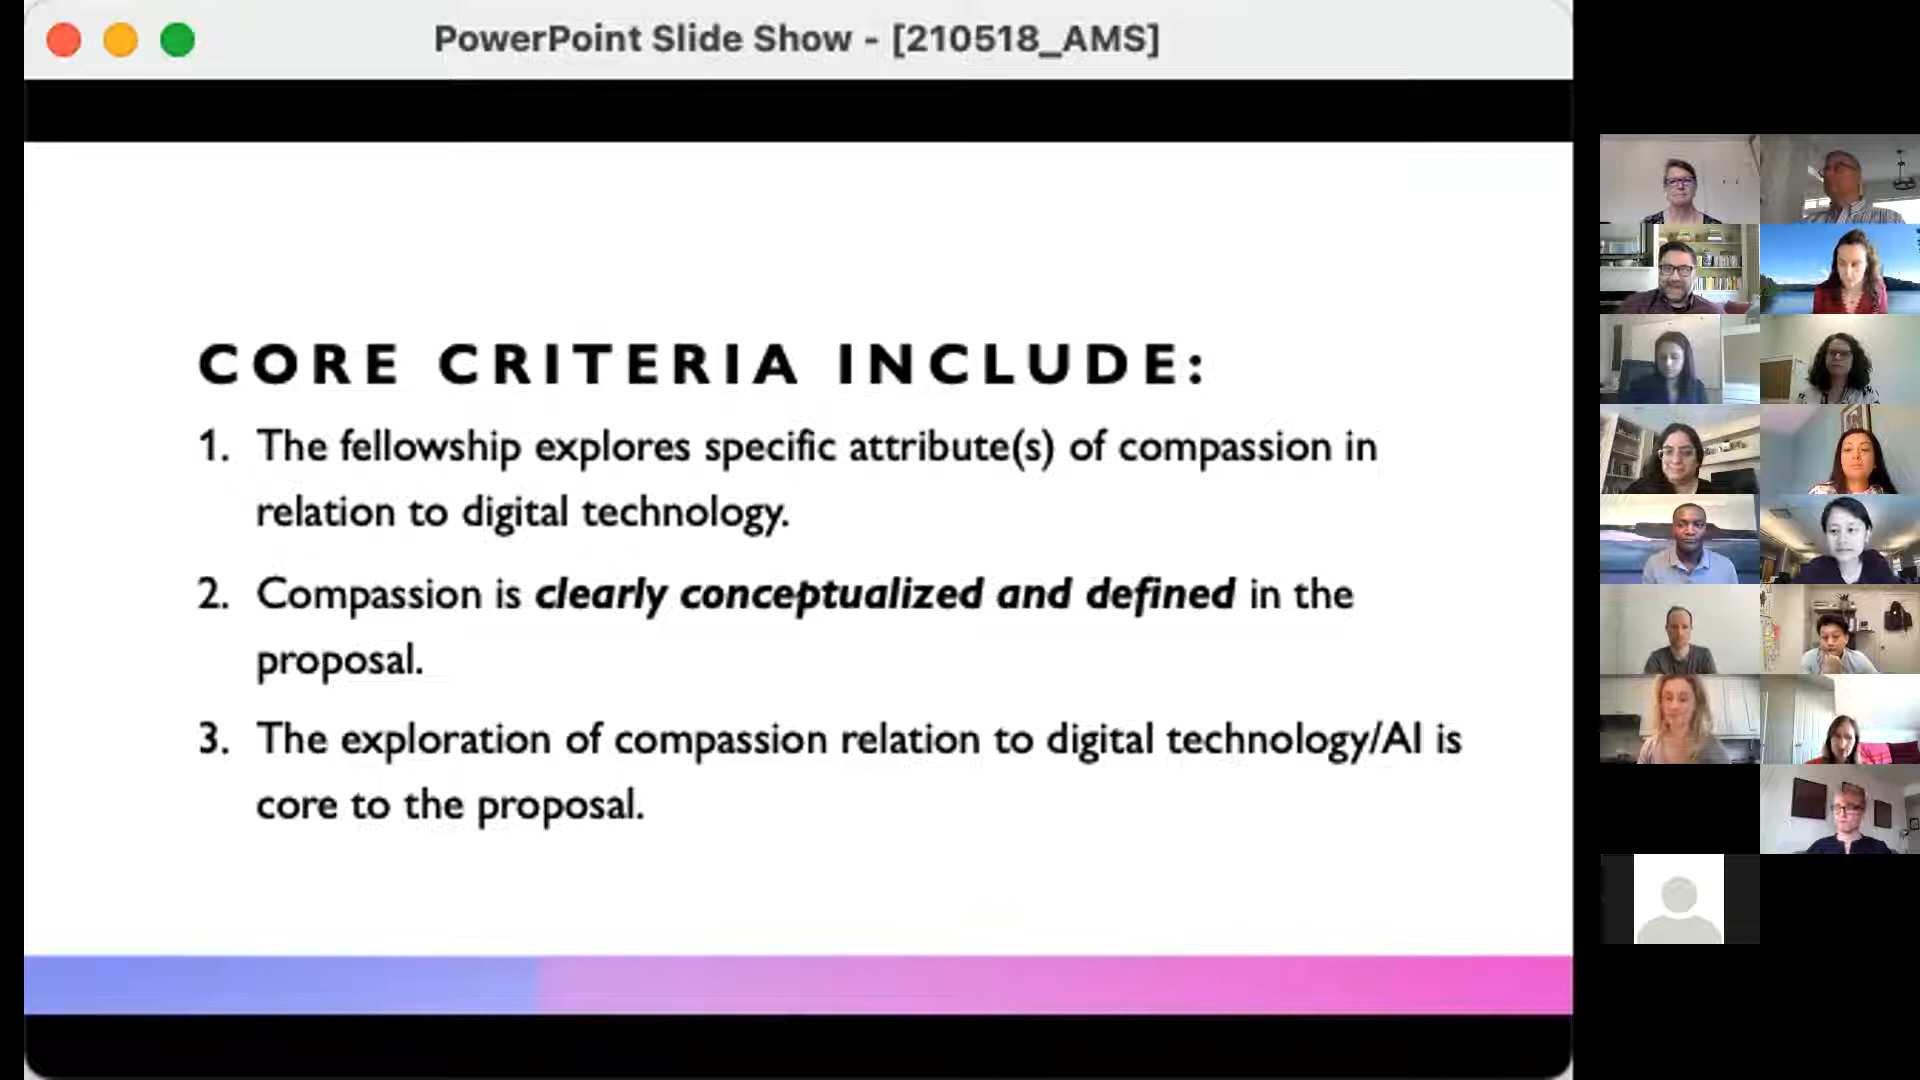 PowerPoint Slide Show - [210518_AMS]
CORE CRITERIA INCLUDE:
1. The fellowship explores specific attribute(s) of compassion in
relation to digital technology.
2. Compassion is clearly conceptualized and defined in the
proposal.
3. The exploration of compassion relation to digital technology/AI is
core to the proposal.